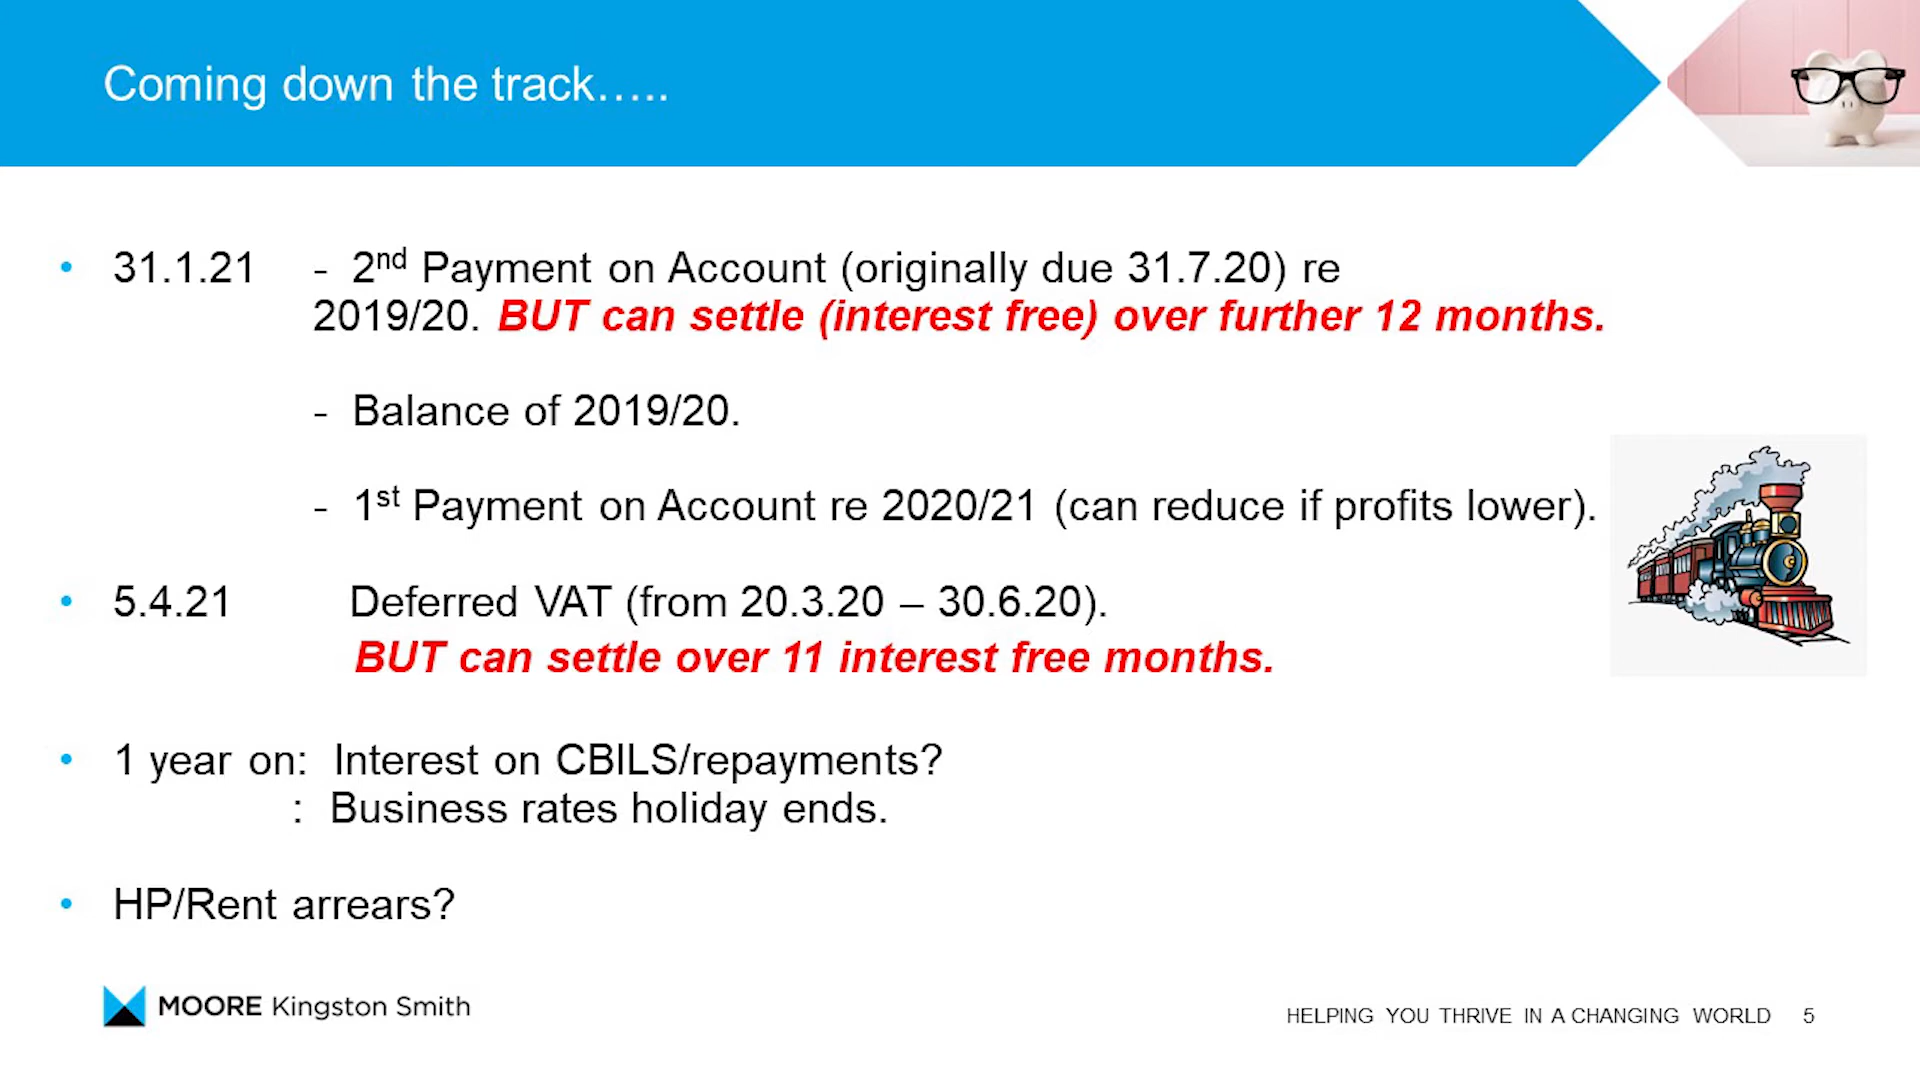 Coming down the track.....
• 31.1.21 - 2nd Payment on Account (originally due 31.7.20) re
2019/20. BUT can settle (interest free) over further 12 months.
- Balance of 2019/20.
- 1st Payment on Account re 2020/21 (can reduce if profits lower).
• 5.4.21 Deferred VAT (from 20.3.20 – 30.6.20).
BUT can settle over 11 interest free months.
• 1 year on: Interest on CBILS/repayments?
: Business rates holiday ends.
• HP/Rent arrears?
MOORE Kingston Smith
HELPING YOU THRIVE IN A CHANGING WORLD 5